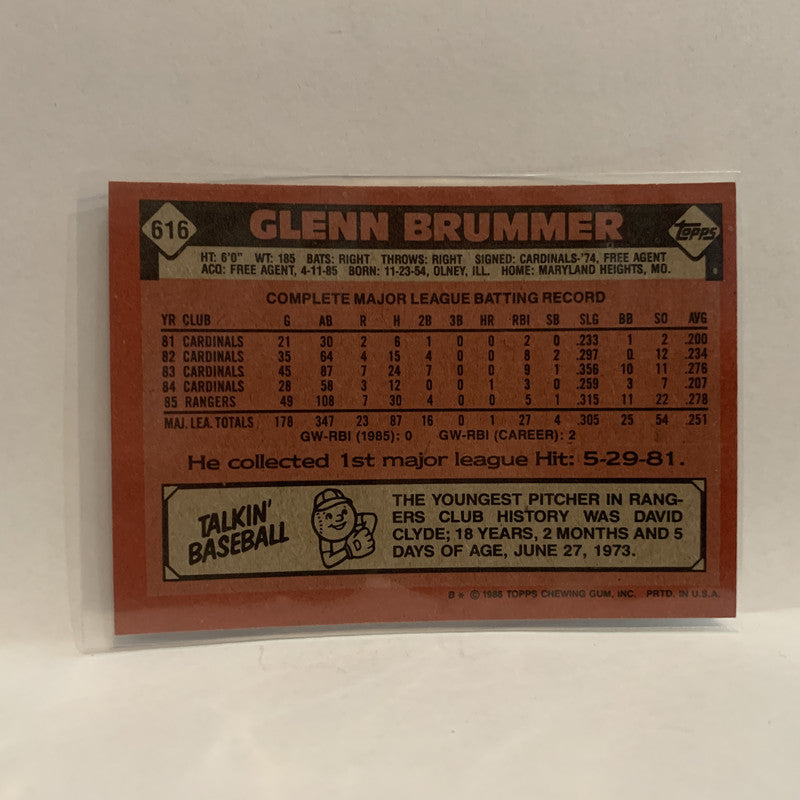 616 GLENN BRUMMER Topps
HT: 6'0" WT: 185 BATS: RIGHT THROWS: RIGHT SIGNED: CARDINALS-'74, FREE AGENT
ACQ: FREE AGENT, 4-11-85 BORN: 11-23-54, OLNEY, ILL. HOME: MARYLAND HEIGHTS, MO.
COMPLETE MAJOR LEAGUE BATTING RECORD
YR CLUB G AB R H 2B 3B HR RBI SB SLG BB SO AVG
81 CARDINALS 21 30 2 6 1 0 0 2 0 .233 1 2 .200
82 CARDINALS 35 64 4 15 4 0 0 8 2 .297 0 12 .234
83 CARDINALS 45 87 7 24 7 0 0 9 1 .356 10 11 .276
84 CARDINALS 28 58 3 12 0 0 1 3 0 .259 3 7 .207
85 RANGERS 49 108 7 30 4 0 0 5 1 .315 11 22 .278
MAJ. LEA. TOTALS 178 347 23 87 16 0 1 27 4 .305 25 54 .251
GW-RBI (1985): 0 GW-RBI (CAREER): 2
He collected 1st major league Hit: 5-29-81.
TALKIN'
BASEBALL
THE YOUNGEST PITCHER IN RANG-
ERS CLUB HISTORY WAS DAVID
CLYDE; 18 YEARS, 2 MONTHS AND 5
DAYS OF AGE, JUNE 27, 1973.
B * © 1986 TOPPS CHEWING GUM, INC. PRTD. IN U.S.A.